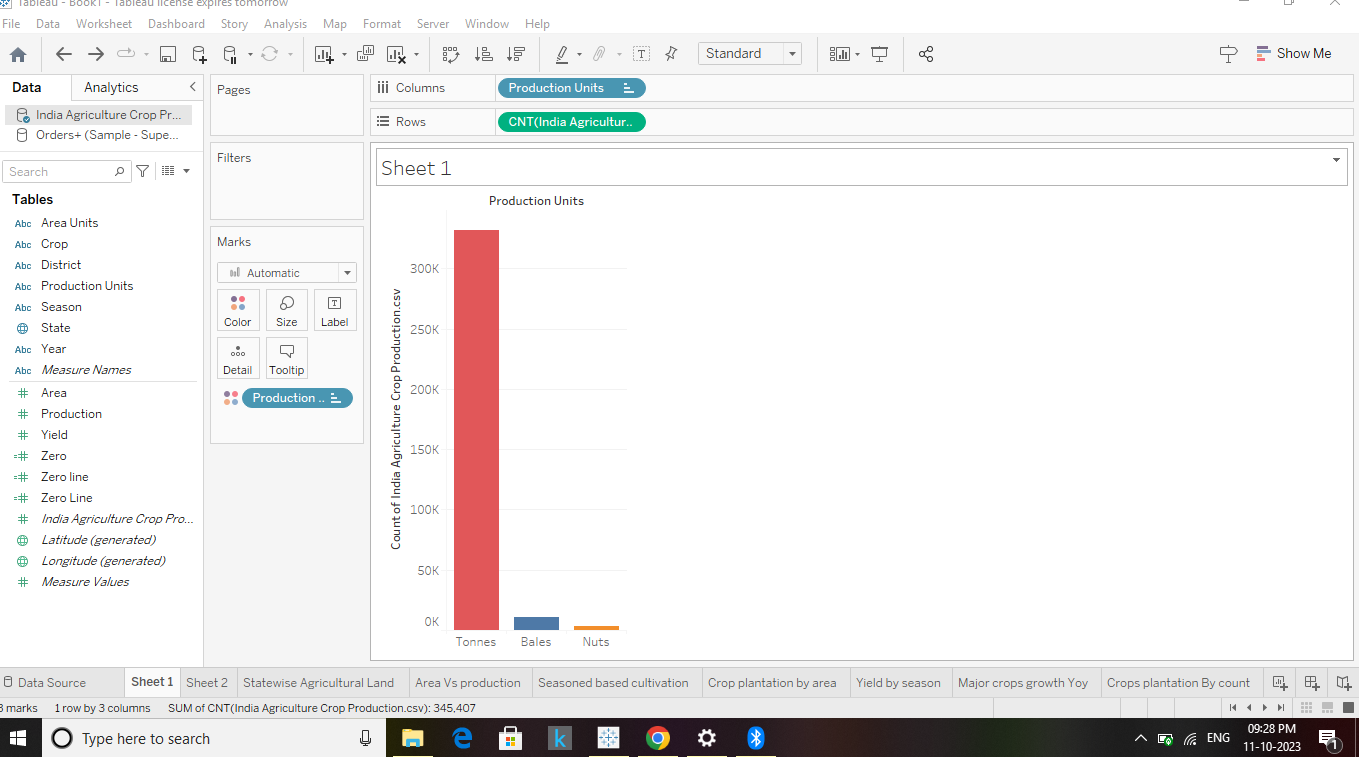 Tableau - Book1 - Tableau license expires tomorrow
File Data Worksheet Dashboard Story Analysis Map Format Server Window Help
Standard
Show Me
Data Analytics
India Agriculture Crop Pr...
Orders+ (Sample - Supe...
Search
Tables
Abc Area Units
Abc Crop
Abc District
Abc Production Units
Abc Season
State
Abc Year
Abc Measure Names
# Area
# Production
# Yield
=# Zero
=# Zero line
=# Zero Line
# India Agriculture Crop Pro...
Latitude (generated)
Longitude (generated)
# Measure Values
Pages
Filters
Marks
Automatic
Color Size Label
Detail Tooltip
Production ..
Columns Production Units
Rows CNT(India Agricultur..
Sheet 1
Production Units
Count of India Agriculture Crop Production.csv
300K
250K
200K
150K
100K
50K
0K
Tonnes Bales Nuts
Data Source Sheet 1 Sheet 2 Statewise Agricultural Land Area Vs production Seasoned based cultivation Crop plantation by area Yield by season Major crops growth Yoy Crops plantation By count
3 marks 1 row by 3 columns SUM of CNT(India Agriculture Crop Production.csv): 345,407
Type here to search
ENG
09:28 PM
11-10-2023
1